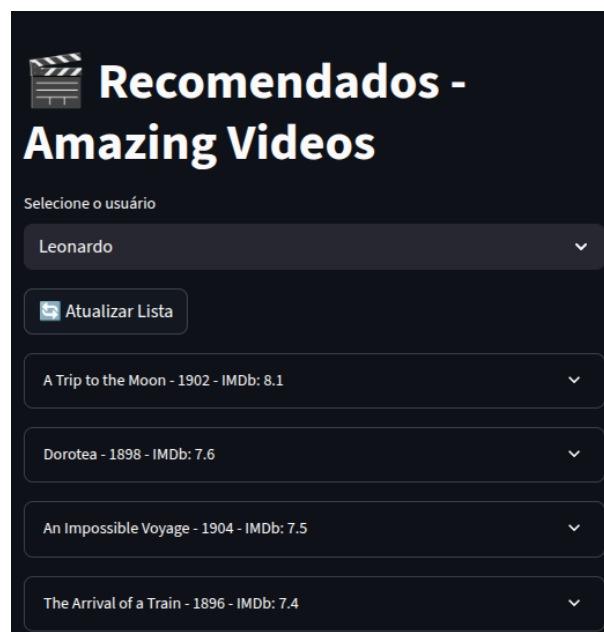 🎬 Recomendados -
Amazing Videos
Selecione o usuário
Leonardo
🔄 Atualizar Lista
A Trip to the Moon - 1902 - IMDb: 8.1
Dorotea - 1898 - IMDb: 7.6
An Impossible Voyage - 1904 - IMDb: 7.5
The Arrival of a Train - 1896 - IMDb: 7.4